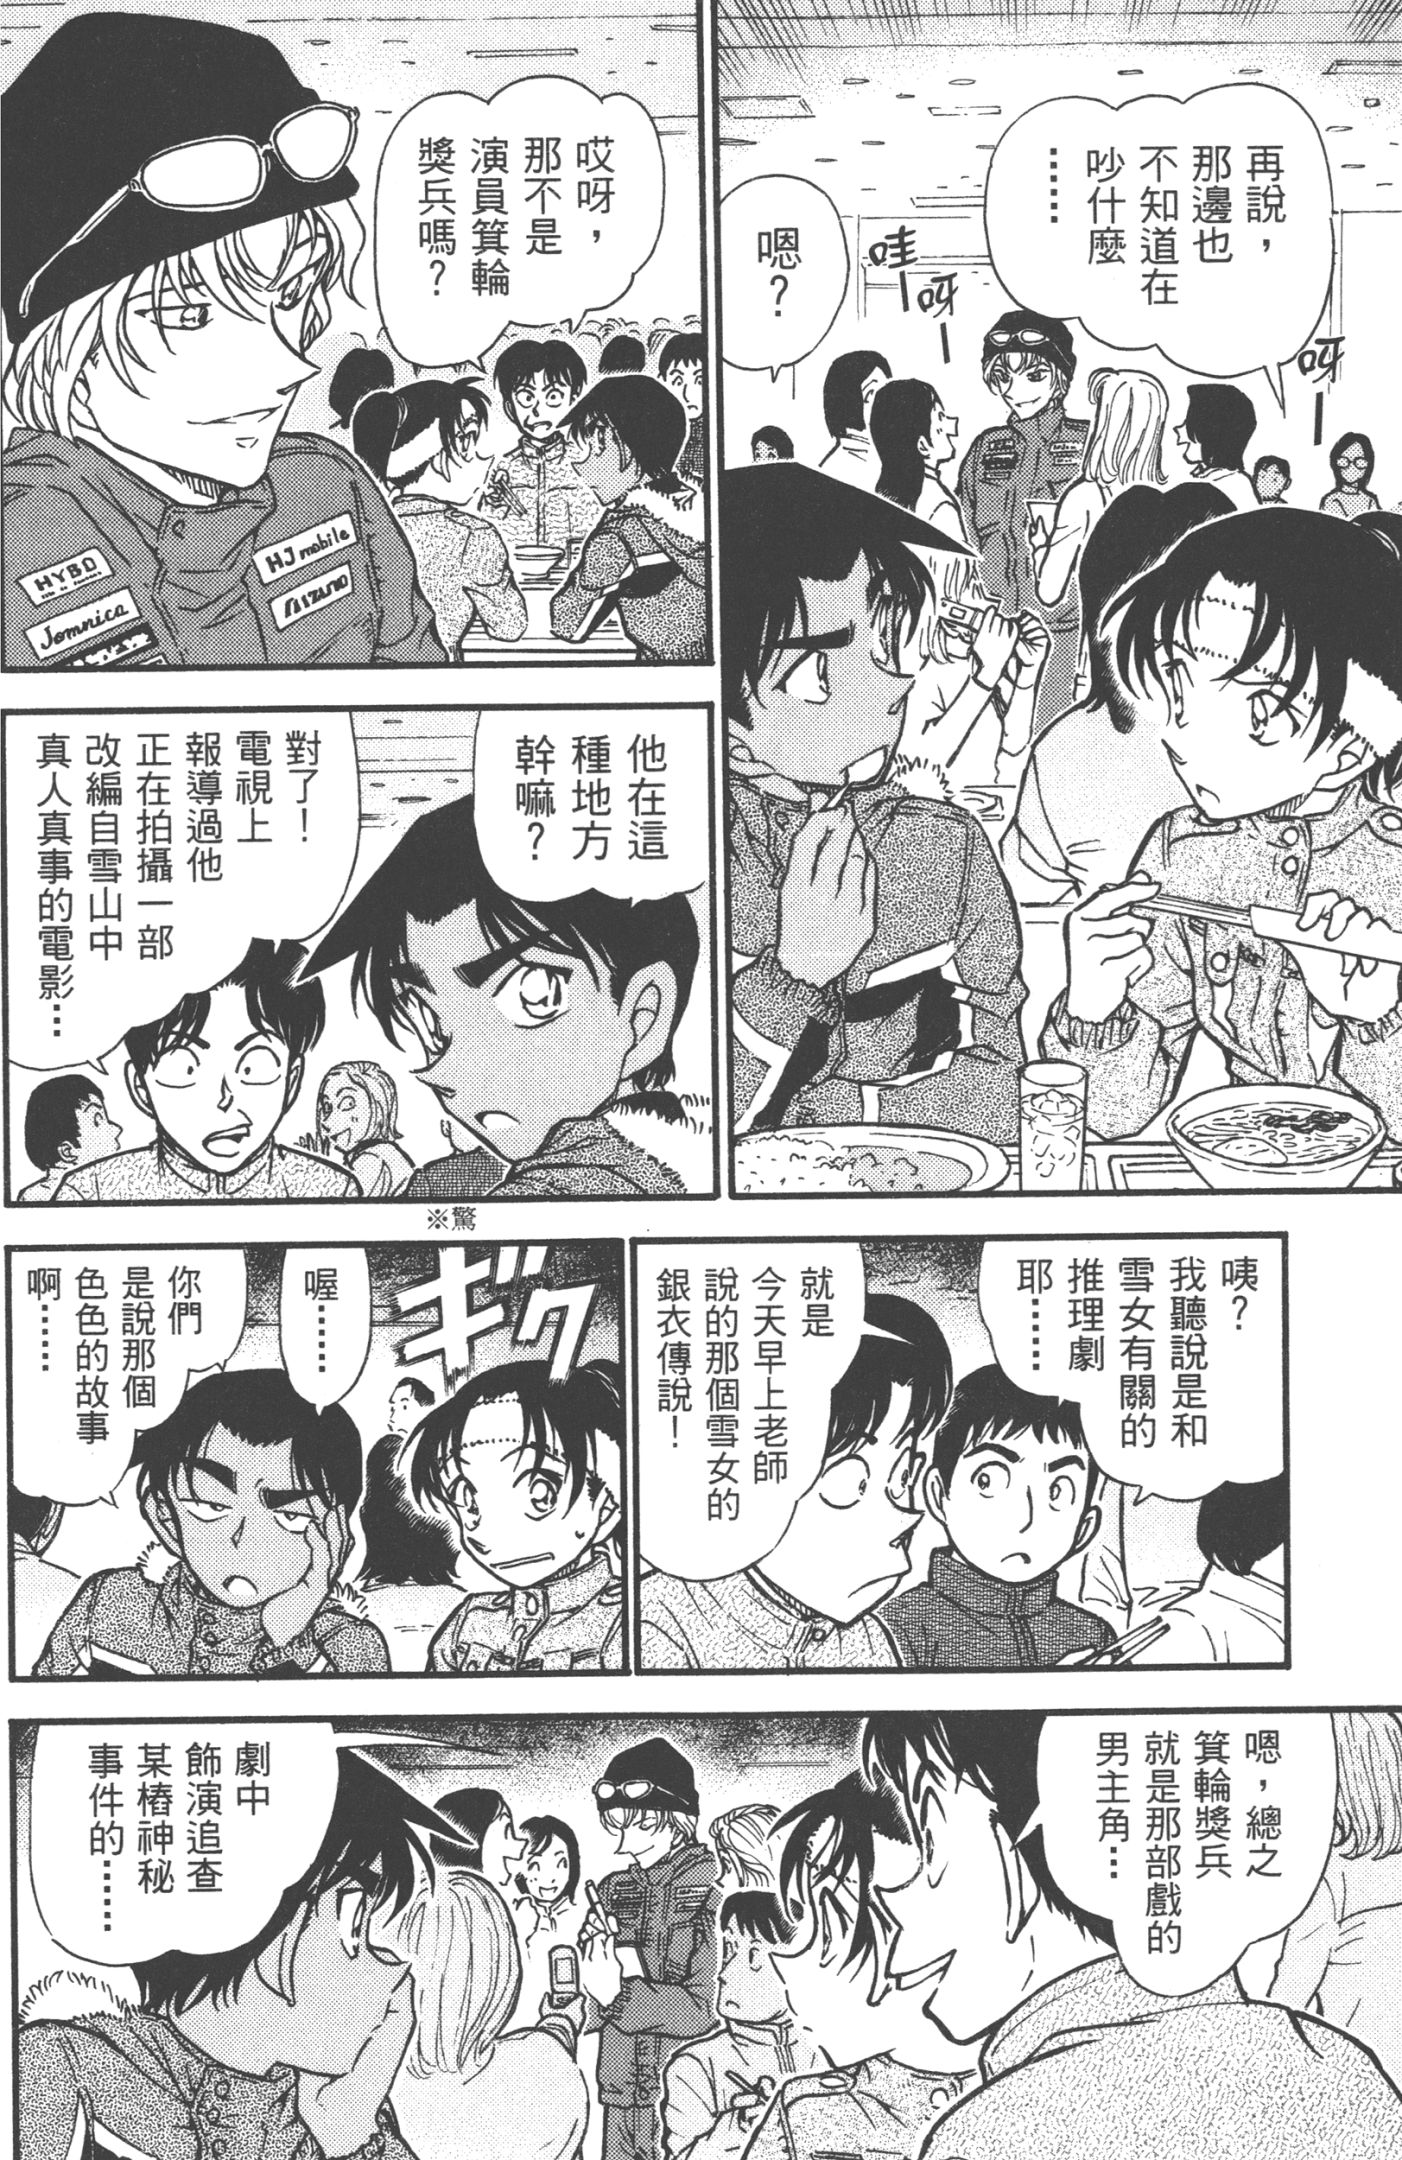 再說，
那邊也
不知道在
吵什麼
……
哇
呀
呀
嗯？
哎呀，
那不是
演員箕輪
獎兵嗎？
HYBO
Jomnica
HJ mobile
MIZUNO
他在這
種地方
幹嘛？
對了！
電視上
報導過他
正在拍攝一部
改編自雪山中
真人真事的電影…
咦？
我聽說是和
雪女有關的
推理劇
耶……
就是
今天早上老師
說的那個雪女的
銀衣傳說！
※驚
ギクッ
喔……
你們
是說那個
色色的故事
啊……
嗯，總之
箕輪獎兵
就是那部戲的
男主角…
劇中
飾演追查
某樁神秘
事件的……